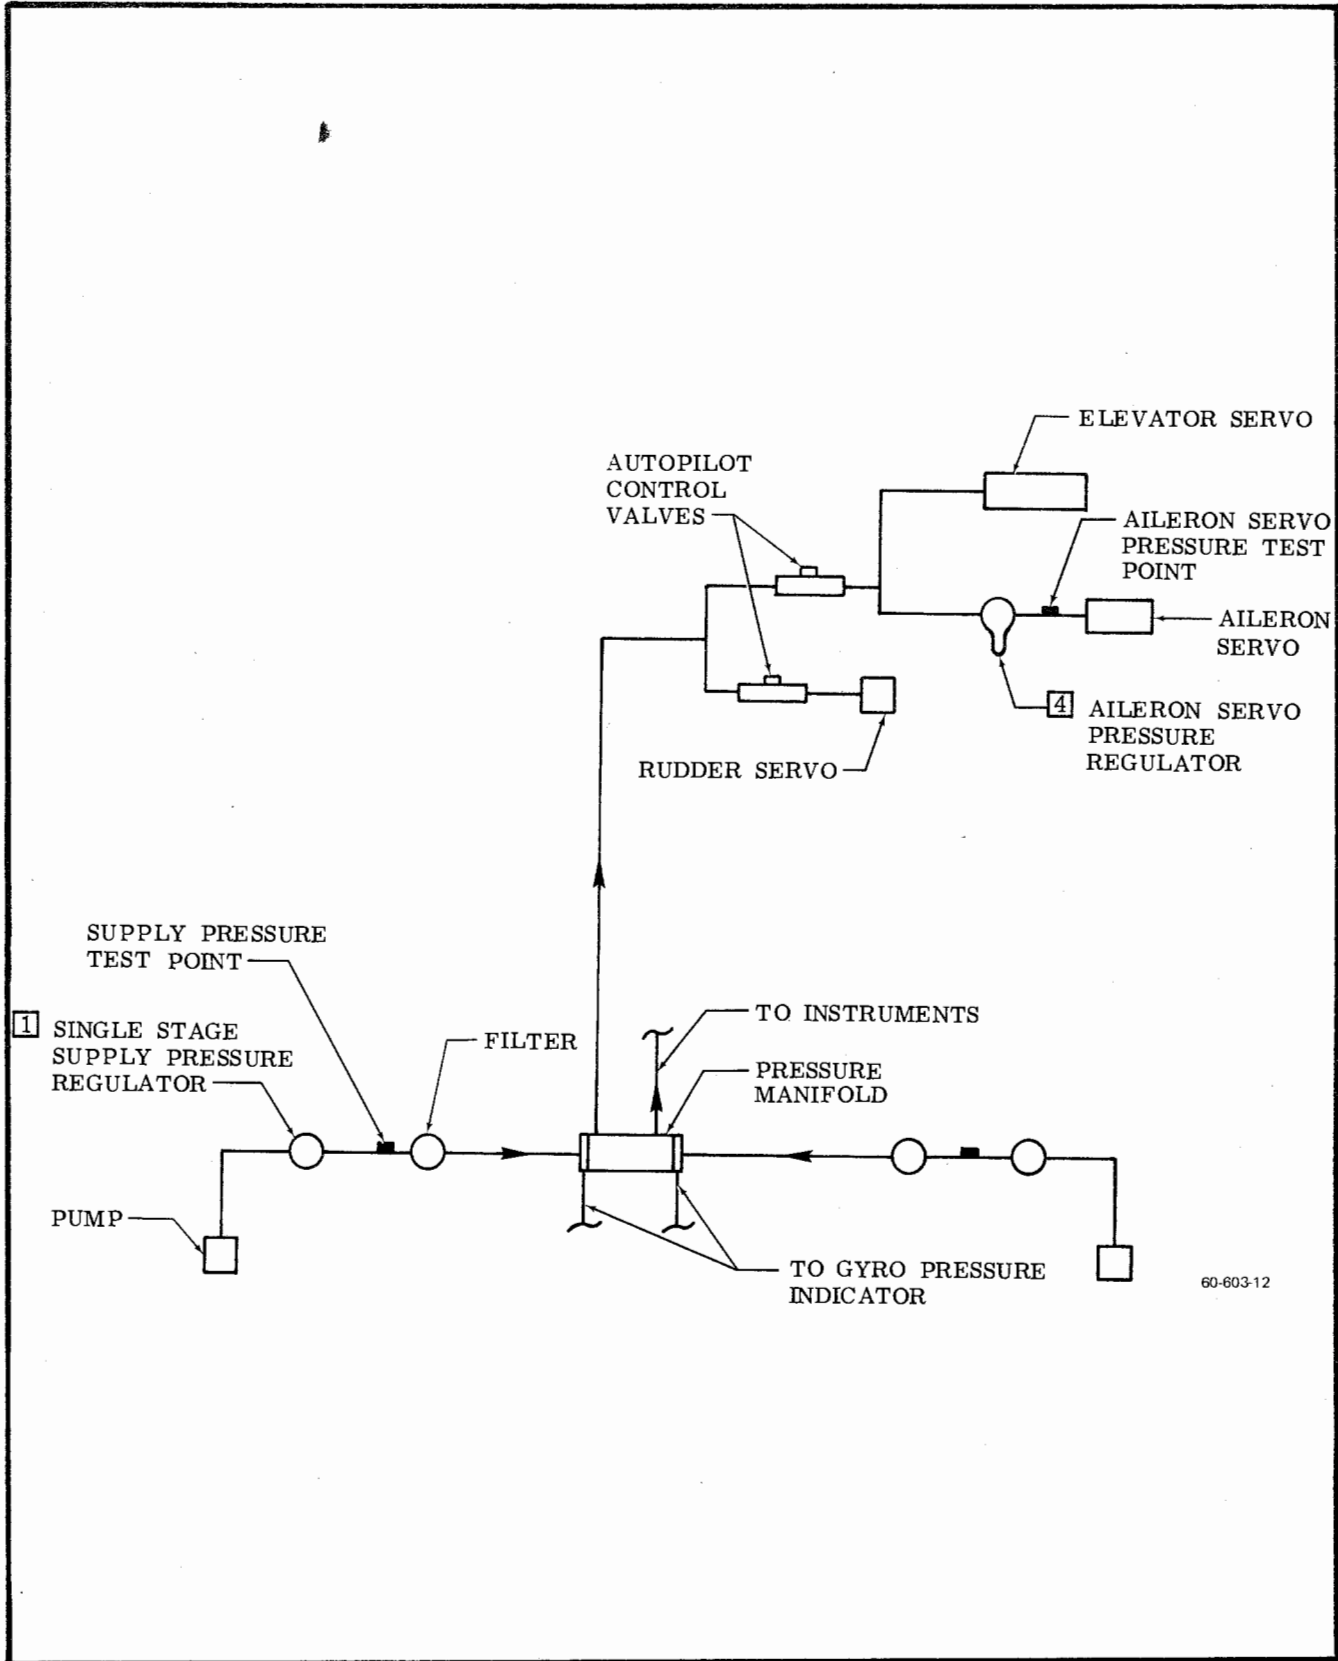 ELEVATOR SERVO
AUTOPILOT
CONTROL
VALVES
AILERON SERVO
PRESSURE TEST
POINT
AILERON
SERVO
4 AILERON SERVO
PRESSURE
REGULATOR
RUDDER SERVO
SUPPLY PRESSURE
TEST POINT
1 SINGLE STAGE
SUPPLY PRESSURE
REGULATOR
FILTER
TO INSTRUMENTS
PRESSURE
MANIFOLD
PUMP
TO GYRO PRESSURE
INDICATOR
60-603-12